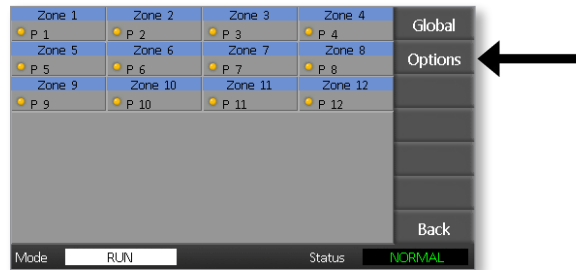 Zone 1 Zone 2 Zone 3 Zone 4 Global
P 1 P 2 P 3 P 4
Zone 5 Zone 6 Zone 7 Zone 8 Options
P 5 P 6 P 7 P 8
Zone 9 Zone 10 Zone 11 Zone 12
P 9 P 10 P 11 P 12
Back
Mode RUN Status NORMAL